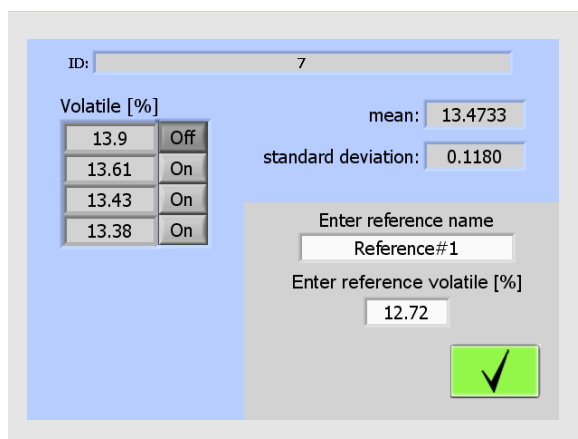 ID: 7
Volatile [%]
13.9 Off
13.61 On
13.43 On
13.38 On
mean: 13.4733
standard deviation: 0.1180
Enter reference name
Reference#1
Enter reference volatile [%]
12.72